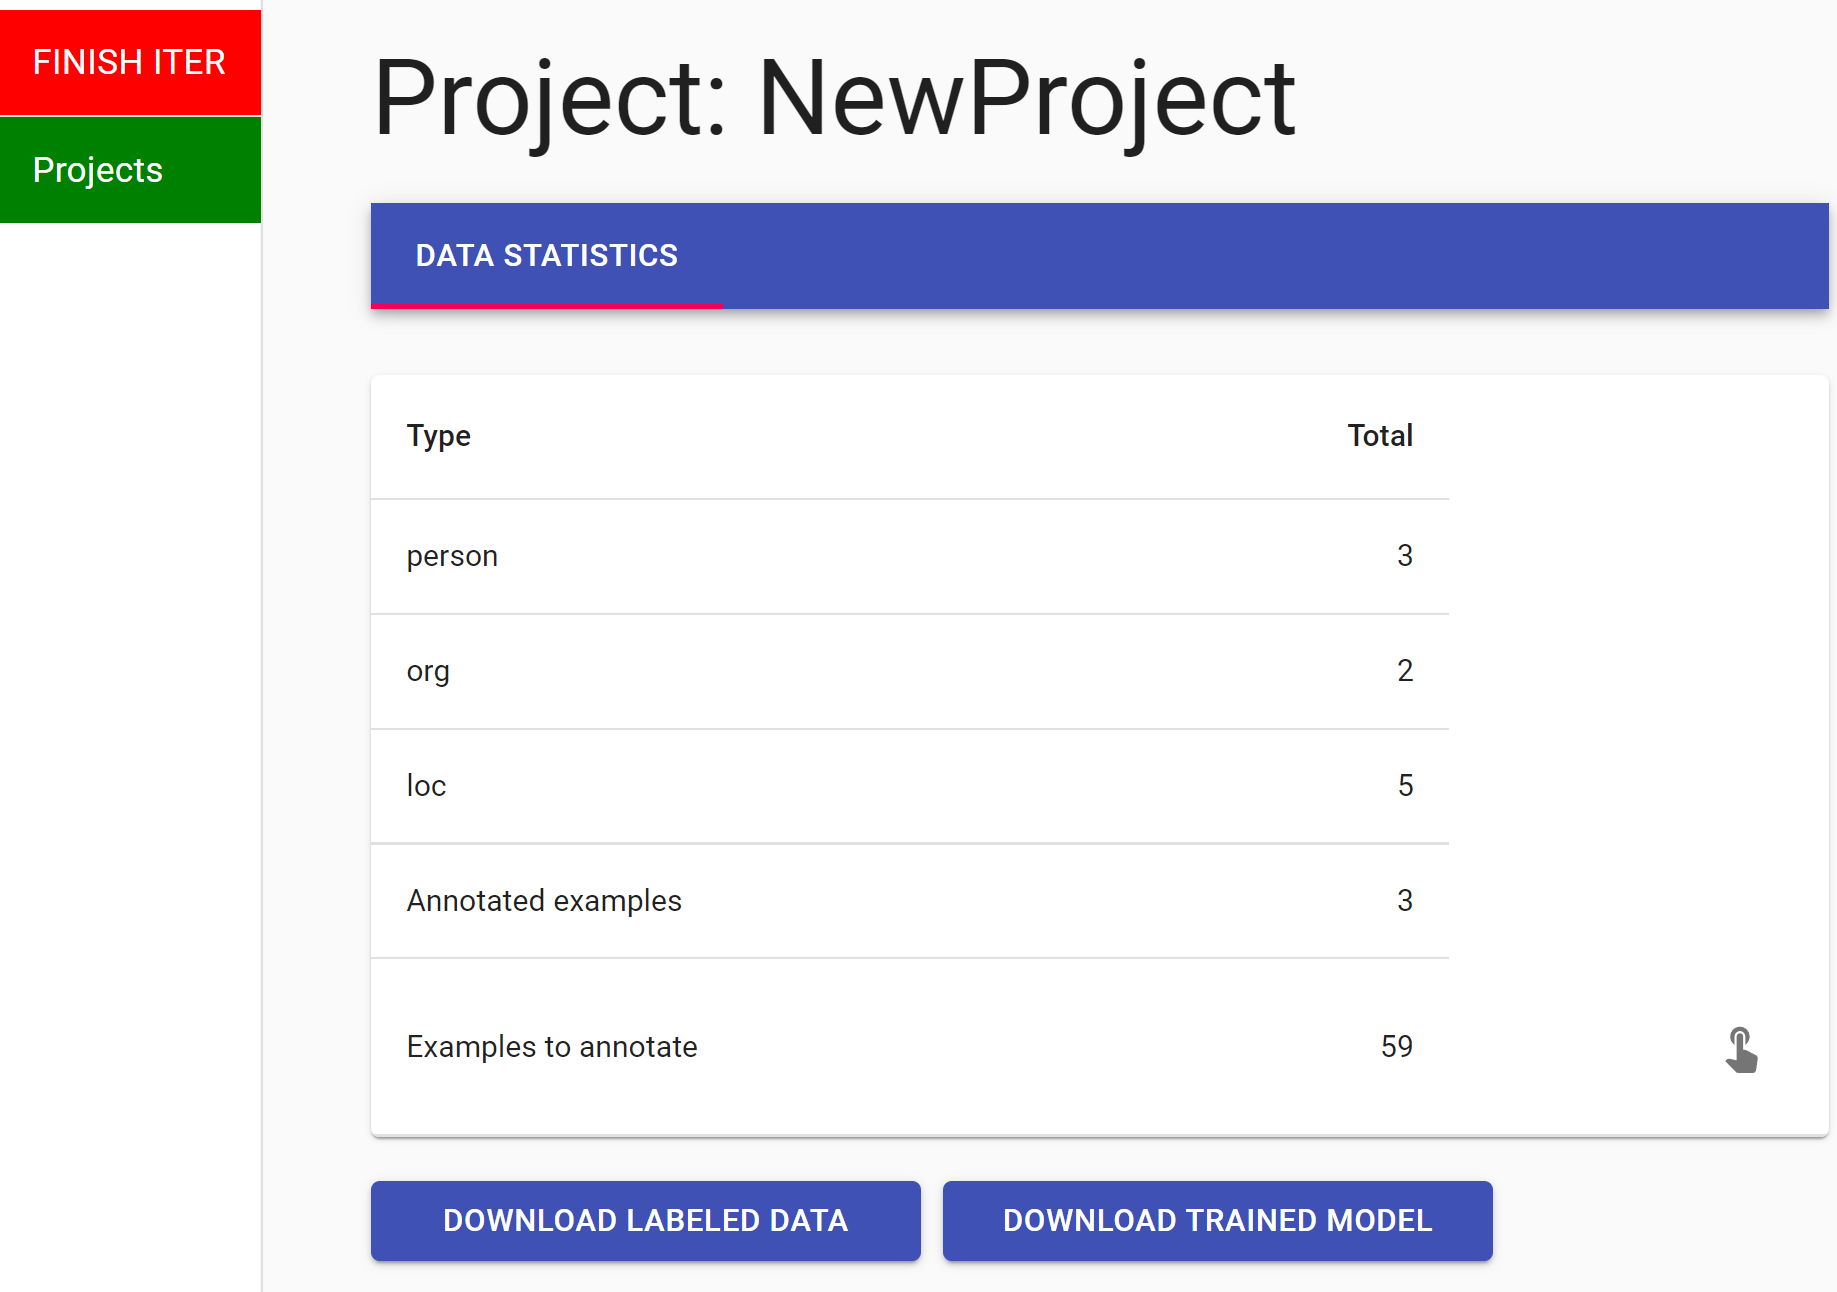 FINISH ITER
Projects
Project: NewProject
DATA STATISTICS
Type Total
person 3
org 2
loc 5
Annotated examples 3
Examples to annotate 59
DOWNLOAD LABELED DATA DOWNLOAD TRAINED MODEL